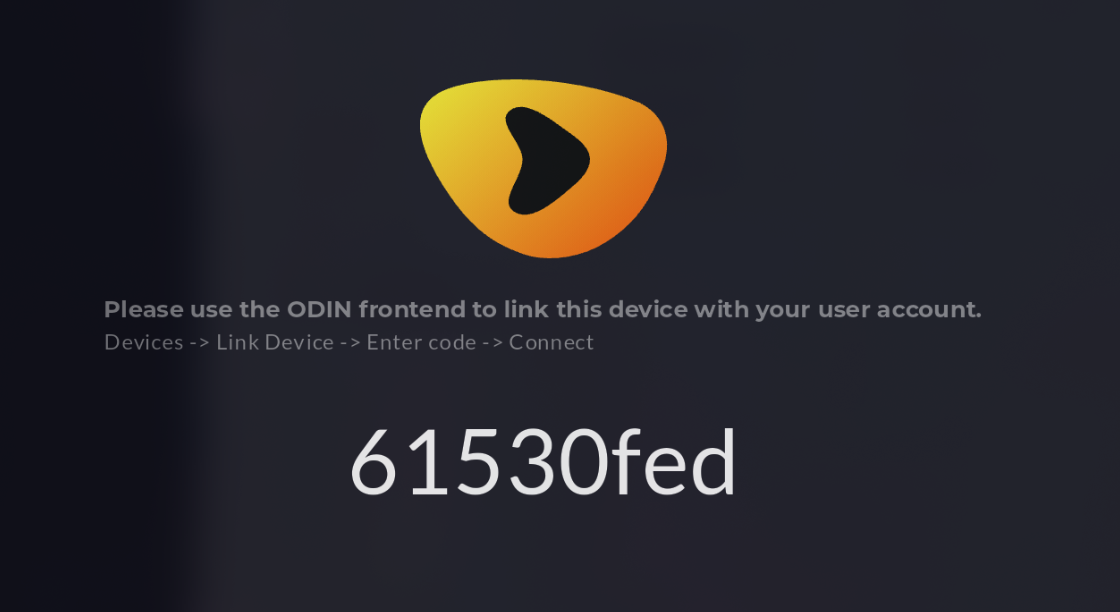 Please use the ODIN frontend to link this device with your user account.
Devices -> Link Device -> Enter code -> Connect
61530fed